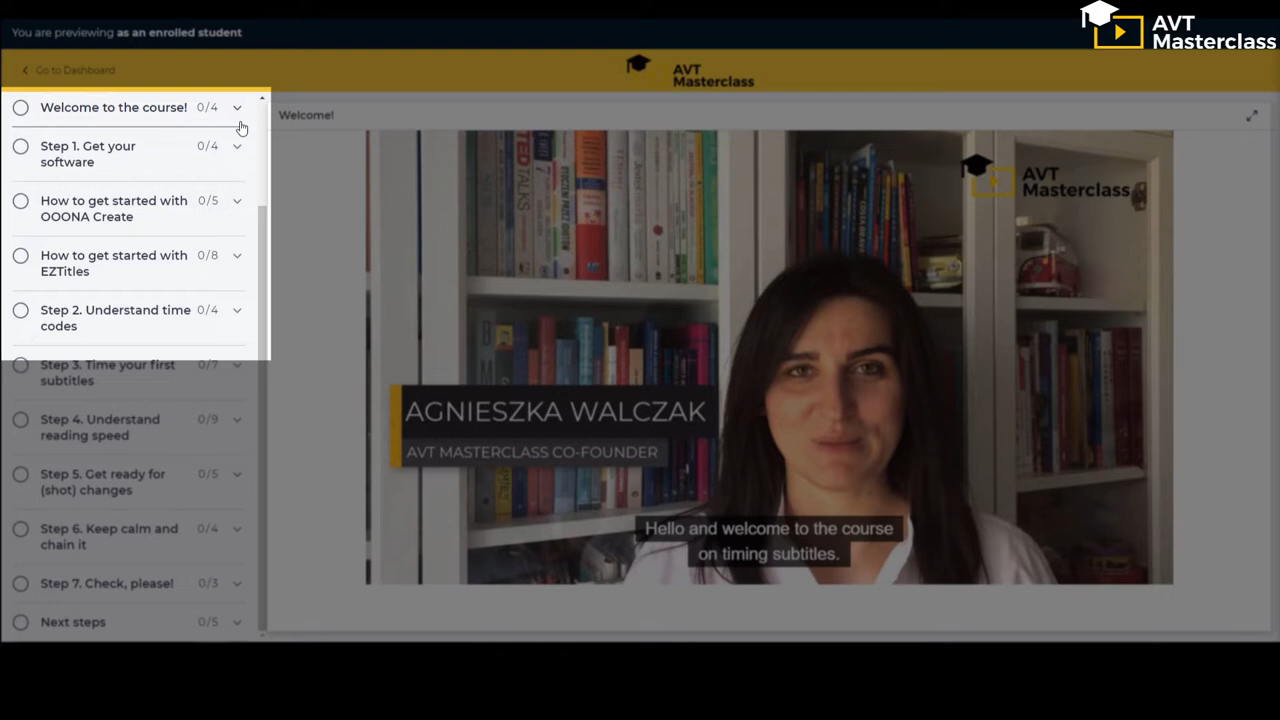 AVT
Masterclass
You are previewing as an enrolled student
Go to Dashboard
AVT
Masterclass
Welcome to the course! 0/4
Step 1. Get your 0/4
software
How to get started with 0/5
OOONA Create
How to get started with 0/8
EZTitles
Step 2. Understand time 0/4
codes
Step 3. Time your first 0/7
subtitles
Step 4. Understand 0/9
reading speed
Step 5. Get ready for 0/5
(shot) changes
Step 6. Keep calm and 0/4
chain it
Step 7. Check, please! 0/3
Next steps 0/5
Welcome!
AVT
Masterclass
AGNIESZKA WALCZAK
AVT MASTERCLASS CO-FOUNDER
Hello and welcome to the course
on timing subtitles.